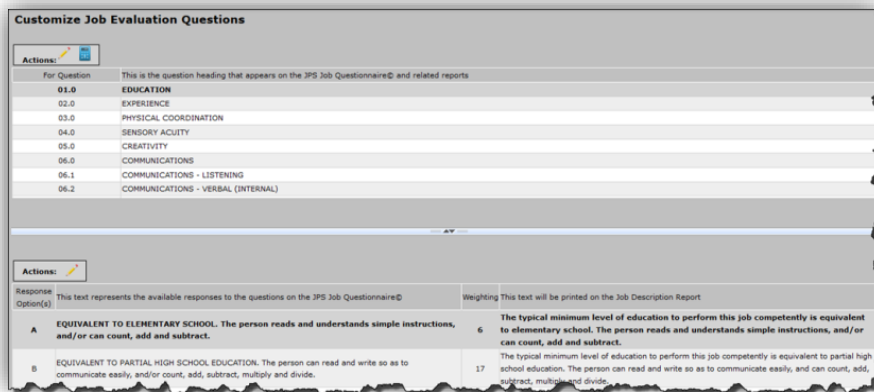 Customize Job Evaluation Questions
Actions:
For Question This is the question heading that appears on the JPS Job Questionnaire© and related reports
01.0 EDUCATION
02.0 EXPERIENCE
03.0 PHYSICAL COORDINATION
04.0 SENSORY ACUITY
05.0 CREATIVITY
06.0 COMMUNICATIONS
06.1 COMMUNICATIONS - LISTENING
06.2 COMMUNICATIONS - VERBAL (INTERNAL)
Actions:
Response
Option(s) This text represents the available responses to the questions on the JPS Job Questionnaire© Weighting This text will be printed on the Job Description Report
A EQUIVALENT TO ELEMENTARY SCHOOL. The person reads and understands simple instructions,
and/or can count, add and subtract.
6 The typical minimum level of education to perform this job competently is equivalent
to elementary school. The person reads and understands simple instructions, and/or
can count, add and subtract.
B EQUIVALENT TO PARTIAL HIGH SCHOOL EDUCATION. The person can read and write so as to
communicate easily, and/or count, add, subtract, multiply and divide.
17 The typical minimum level of education to perform this job competently is equivalent to partial high
school education. The person can read and write so as to communicate easily, and can count, add,
subtract, multiply and divide.